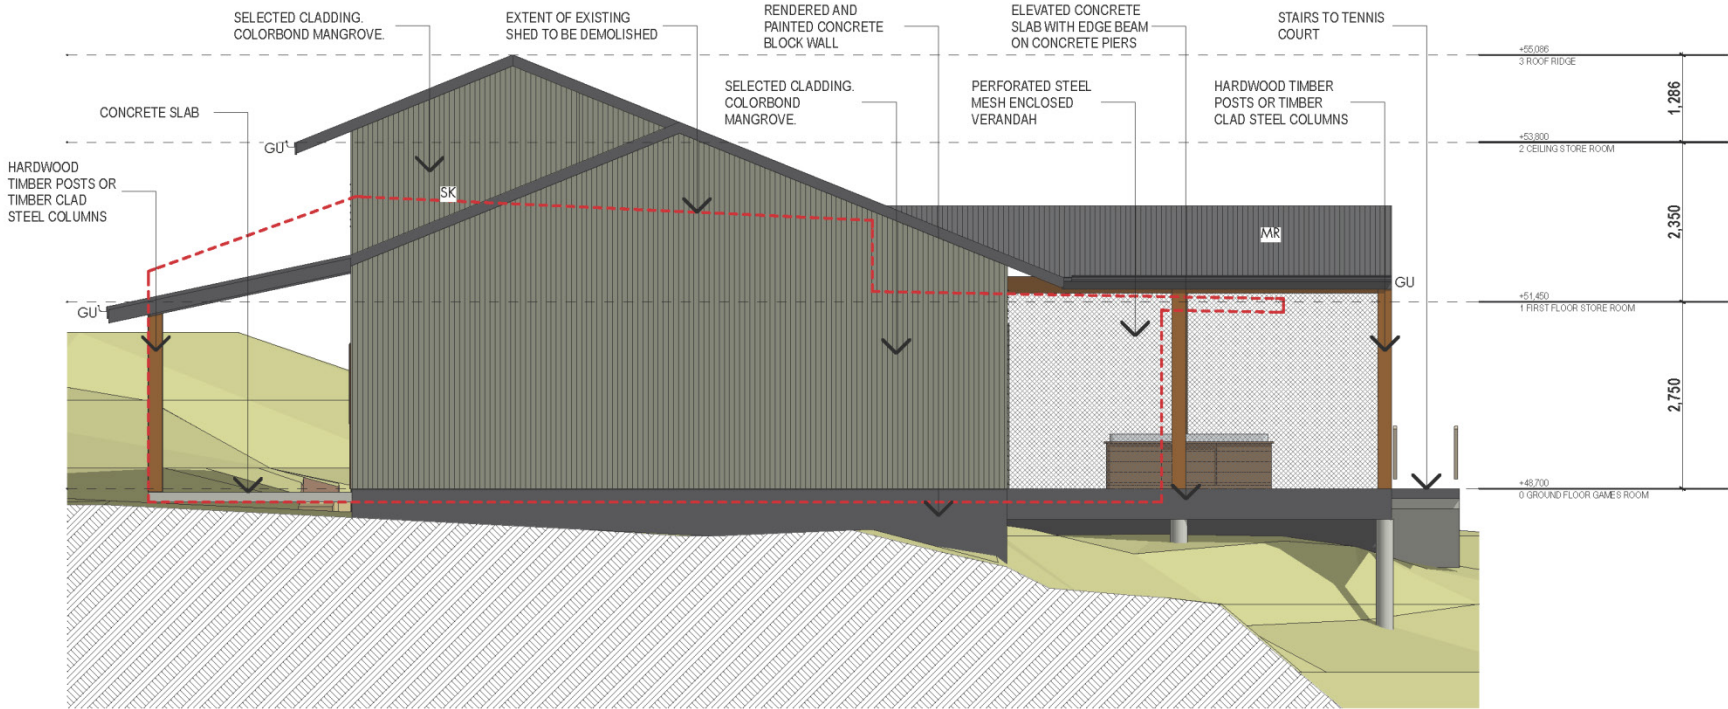 SELECTED CLADDING.
COLORBOND MANGROVE.
EXTENT OF EXISTING
SHED TO BE DEMOLISHED
RENDERED AND
PAINTED CONCRETE
BLOCK WALL
ELEVATED CONCRETE
SLAB WITH EDGE BEAM
ON CONCRETE PIERS
STAIRS TO TENNIS
COURT
+55,086
3 ROOF RIDGE
CONCRETE SLAB
SELECTED CLADDING.
COLORBOND
MANGROVE.
PERFORATED STEEL
MESH ENCLOSED
VERANDAH
HARDWOOD TIMBER
POSTS OR TIMBER
CLAD STEEL COLUMNS
1,286
GU
+53,800
2 CEILING STORE ROOM
HARDWOOD
TIMBER POSTS OR
TIMBER CLAD
STEEL COLUMNS
SK
MR
2,350
GU
GU
+51,450
1 FIRST FLOOR STORE ROOM
2,750
+48,700
0 GROUND FLOOR GAMES ROOM